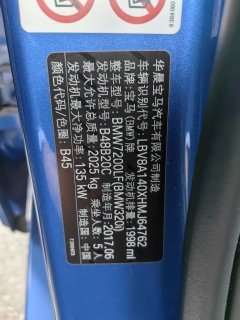 华晨宝马汽车有限公司制造
车辆识别代号: LBVWA140XHMJ64762
品牌: 宝马(BMW)牌
整车型号: BMW7200LF(BMW320i)
发动机型号: B48B20C 发动机排量: 1998 ml
发动机最大净功率: 135 kW 制造年月: 2017.06
最大允许总质量: 2025 kg 乘坐人数: 5 人
制造国: 中国
颜色代码/色圈: B45